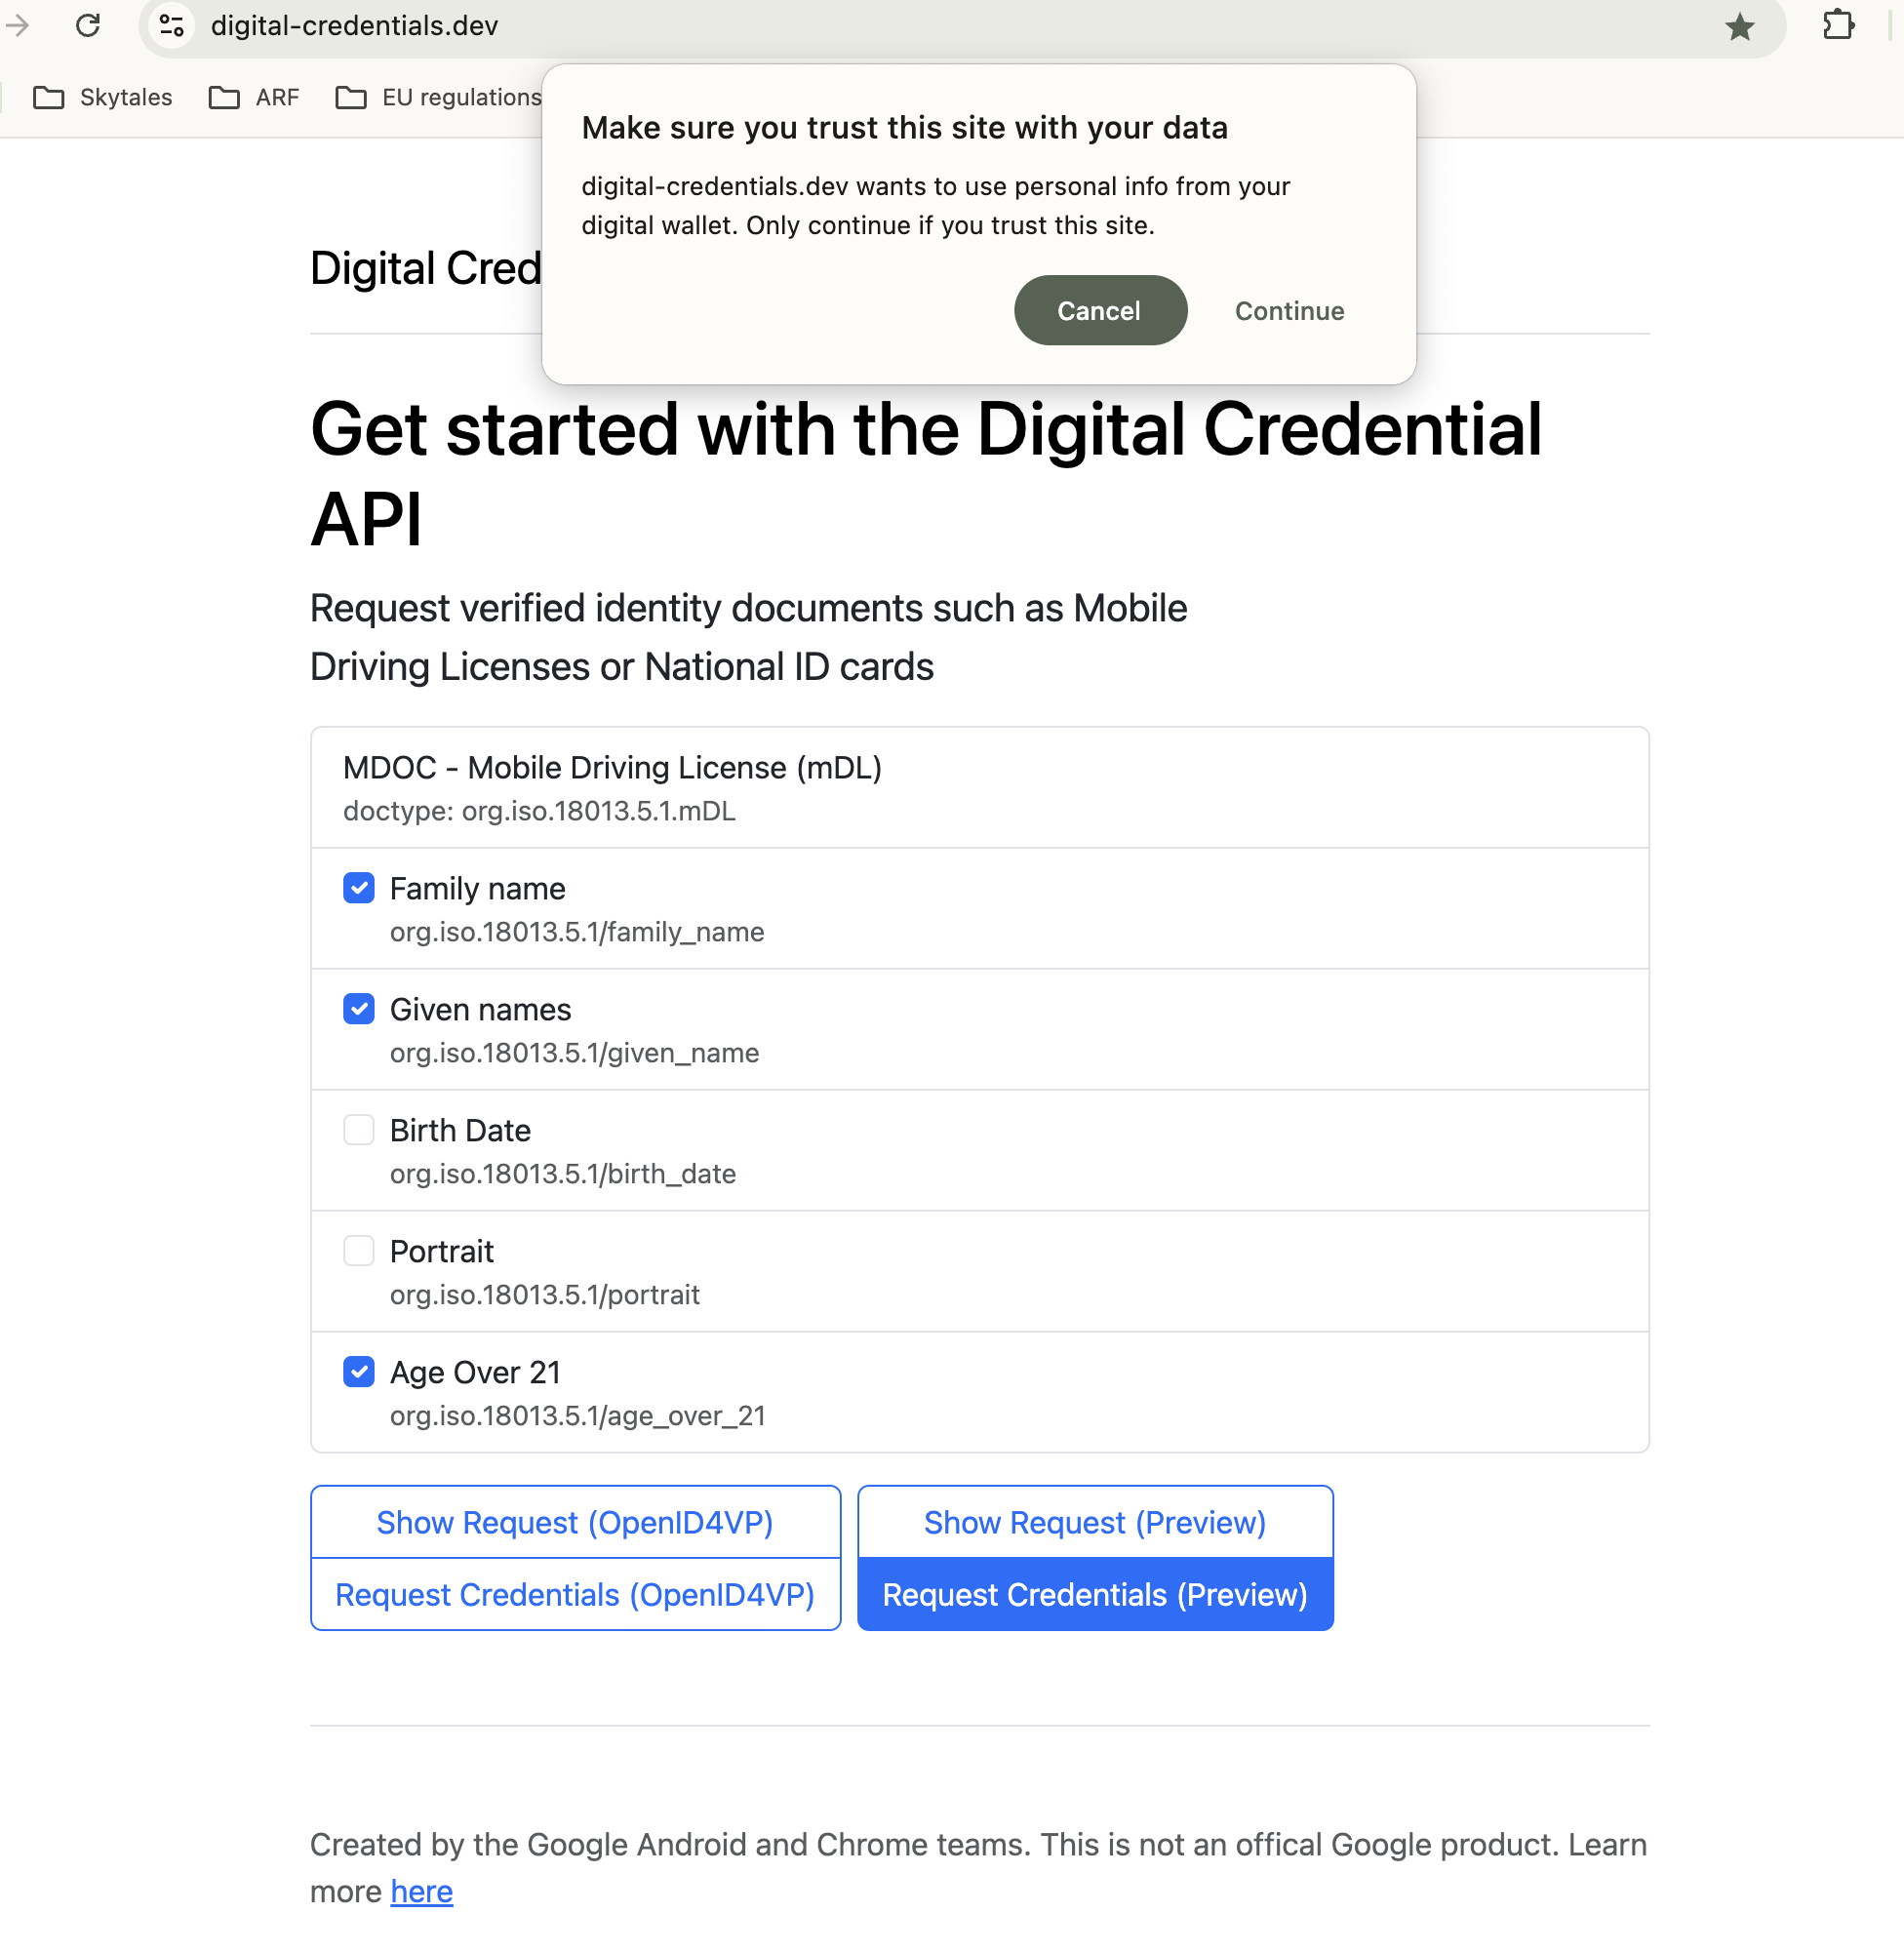 digital-credentials.dev
Skytales
ARF
EU regulations
Make sure you trust this site with your data
digital-credentials.dev wants to use personal info from your
digital wallet. Only continue if you trust this site.
Cancel
Continue
Digital Cred
Get started with the Digital Credential
API
Request verified identity documents such as Mobile
Driving Licenses or National ID cards
MDOC - Mobile Driving License (mDL)
doctype: org.iso.18013.5.1.mDL
Family name
org.iso.18013.5.1/family_name
Given names
org.iso.18013.5.1/given_name
Birth Date
org.iso.18013.5.1/birth_date
Portrait
org.iso.18013.5.1/portrait
Age Over 21
org.iso.18013.5.1/age_over_21
Show Request (OpenID4VP)
Request Credentials (OpenID4VP)
Show Request (Preview)
Request Credentials (Preview)
Created by the Google Android and Chrome teams. This is not an offical Google product. Learn
more here